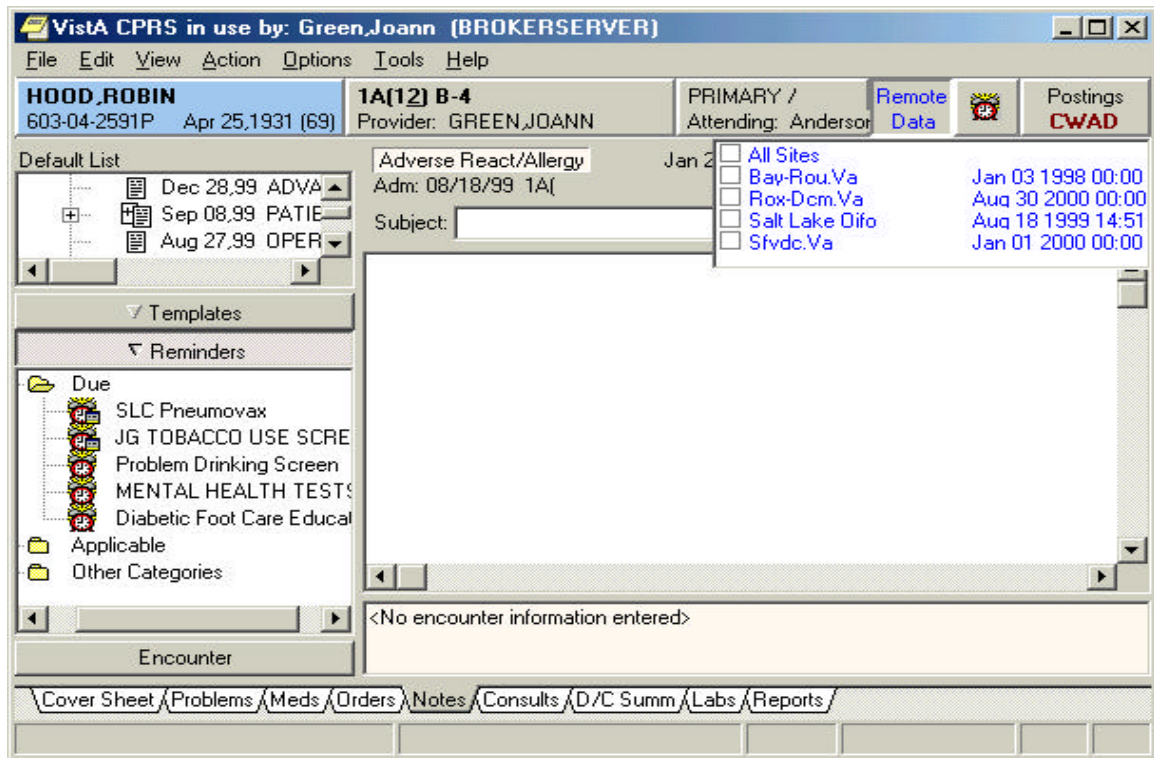 VistA CPRS in use by: Green,Joann (BROKERSERVER)
File Edit View Action Options Tools Help
HOOD,ROBIN
603-04-2591P Apr 25,1931 (69)
1A(12) B-4
Provider: GREEN,JOANN
PRIMARY /
Attending: Anderson
Remote
Data
Postings
CWAD
Default List
Dec 28,99 ADVA
Sep 08,99 PATIE
Aug 27,99 OPER
Adverse React/Allergy Jan 2
Adm: 08/18/99 1A(
Subject:
All Sites
Bay-Rou.Va Jan 03 1998 00:00
Rox-Dcm.Va Aug 30 2000 00:00
Salt Lake Oifo Aug 18 1999 14:51
Sfvdc.Va Jan 01 2000 00:00
Templates
Reminders
Due
SLC Pneumovax
JG TOBACCO USE SCRE
Problem Drinking Screen
MENTAL HEALTH TESTS
Diabetic Foot Care Educat
Applicable
Other Categories
<No encounter information entered>
Encounter
Cover Sheet Problems Meds Orders Notes Consults D/C Summ Labs Reports